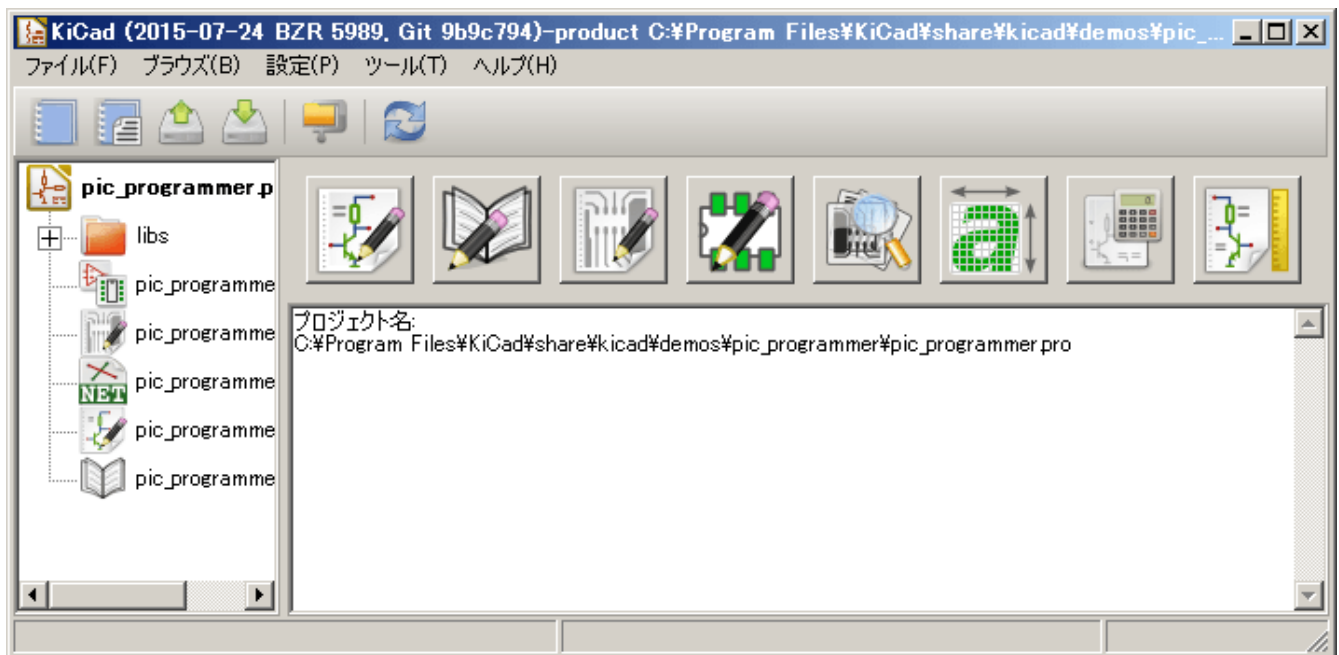 KiCad (2015-07-24 BZR 5989, Git 9b9c794)-product C:¥Program Files¥KiCad¥share¥kicad¥demos¥pic_...
ファイル(F) ブラウズ(B) 設定(P) ツール(T) ヘルプ(H)
pic_programmer.p
libs
pic_programme
pic_programme
NET pic_programme
pic_programme
pic_programme
a
プロジェクト名:
C:¥Program Files¥KiCad¥share¥kicad¥demos¥pic_programmer¥pic_programmer.pro